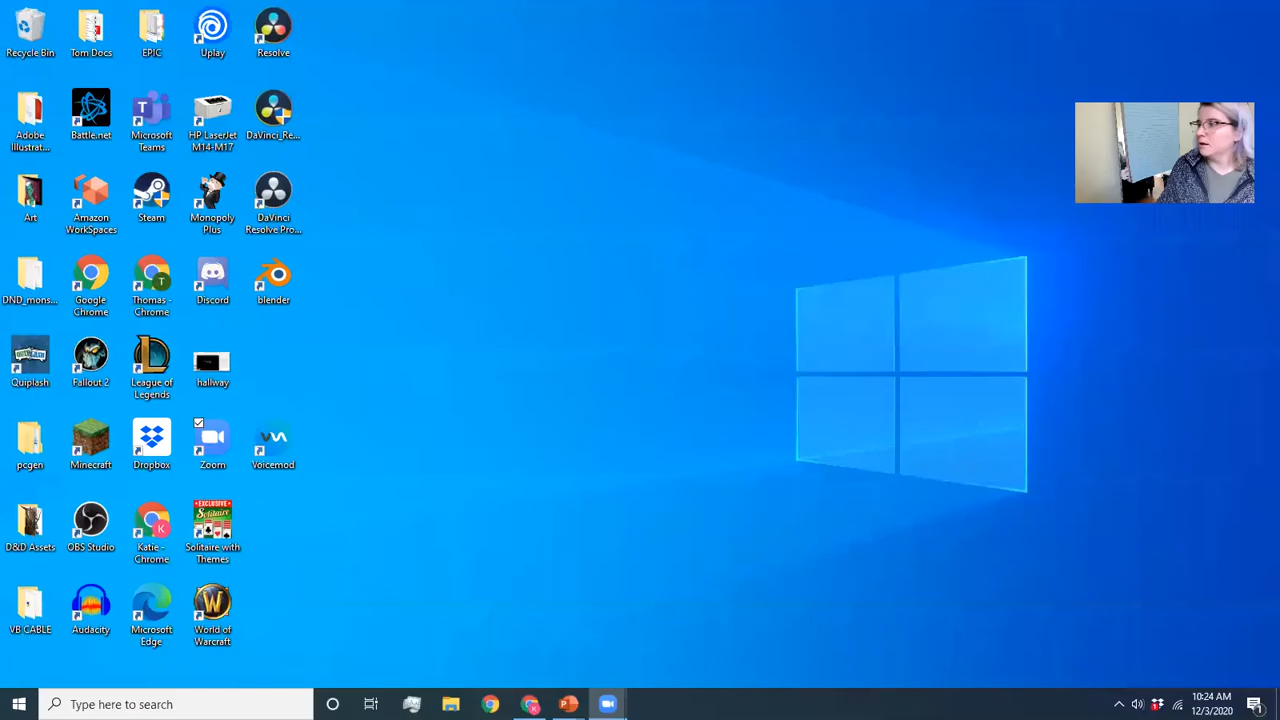 Recycle Bin
Tom Docs
EPIC
Uplay
Resolve
Adobe
Illustrat...
Battle.net
Microsoft
Teams
HP LaserJet
M14-M17
DaVinci_Re...
Art
Amazon
WorkSpaces
Steam
Monopoly
Plus
DaVinci
Resolve Pro...
DND_mons...
Google
Chrome
Thomas -
Chrome
Discord
blender
Quiplash
Fallout 2
League of
Legends
hallway
pcgen
Minecraft
Dropbox
Zoom
Voicemod
D&D Assets
OBS Studio
Katie -
Chrome
EXCLUSIVE
Solitaire
Solitaire with
Themes
VB CABLE
Audacity
Microsoft
Edge
World of
Warcraft
Type here to search
10:24 AM
12/3/2020